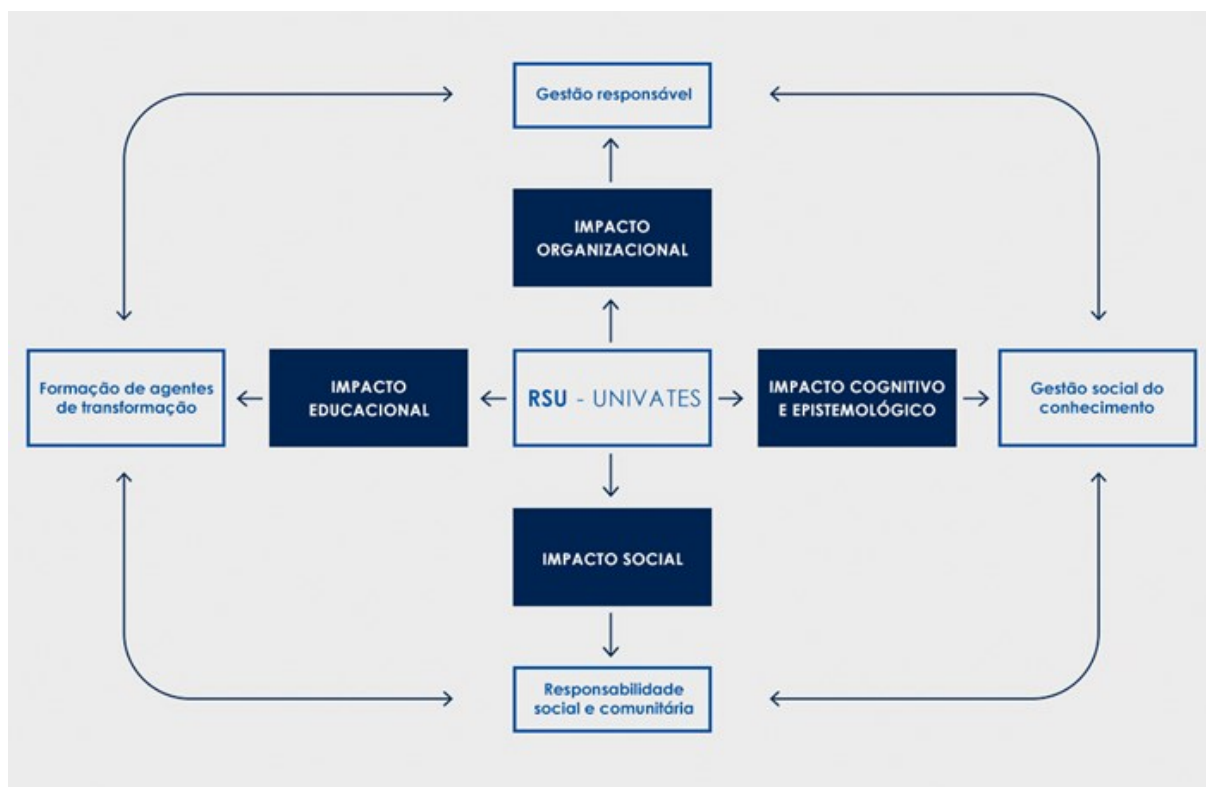 Gestão responsável
IMPACTO
ORGANIZACIONAL
Formação de agentes
de transformação
IMPACTO
EDUCACIONAL
RSU - UNIVATES
IMPACTO COGNITIVO
E EPISTEMOLÓGICO
Gestão social do
conhecimento
IMPACTO SOCIAL
Responsabilidade
social e comunitária